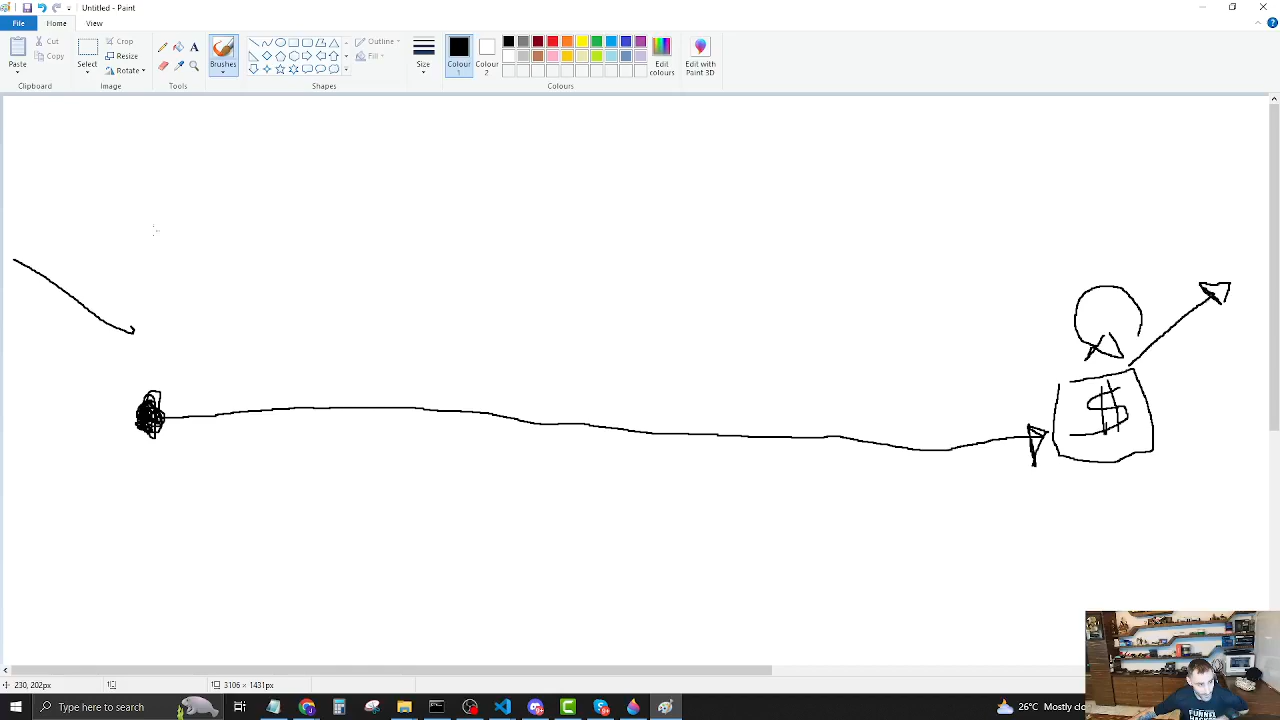 Untitled - Paint
File
Home
View
Paste
Cut
Copy
Clipboard
Select
Crop
Resize
Rotate
Image
A
Tools
Brushes
Outline
Fill
Shapes
Size
Colour 1
Colour 2
Edit colours
Colours
Edit with Paint 3D
$
FUNNEL
230, 202px
3106 × 1431px
Type here to search
26°C Mostly do